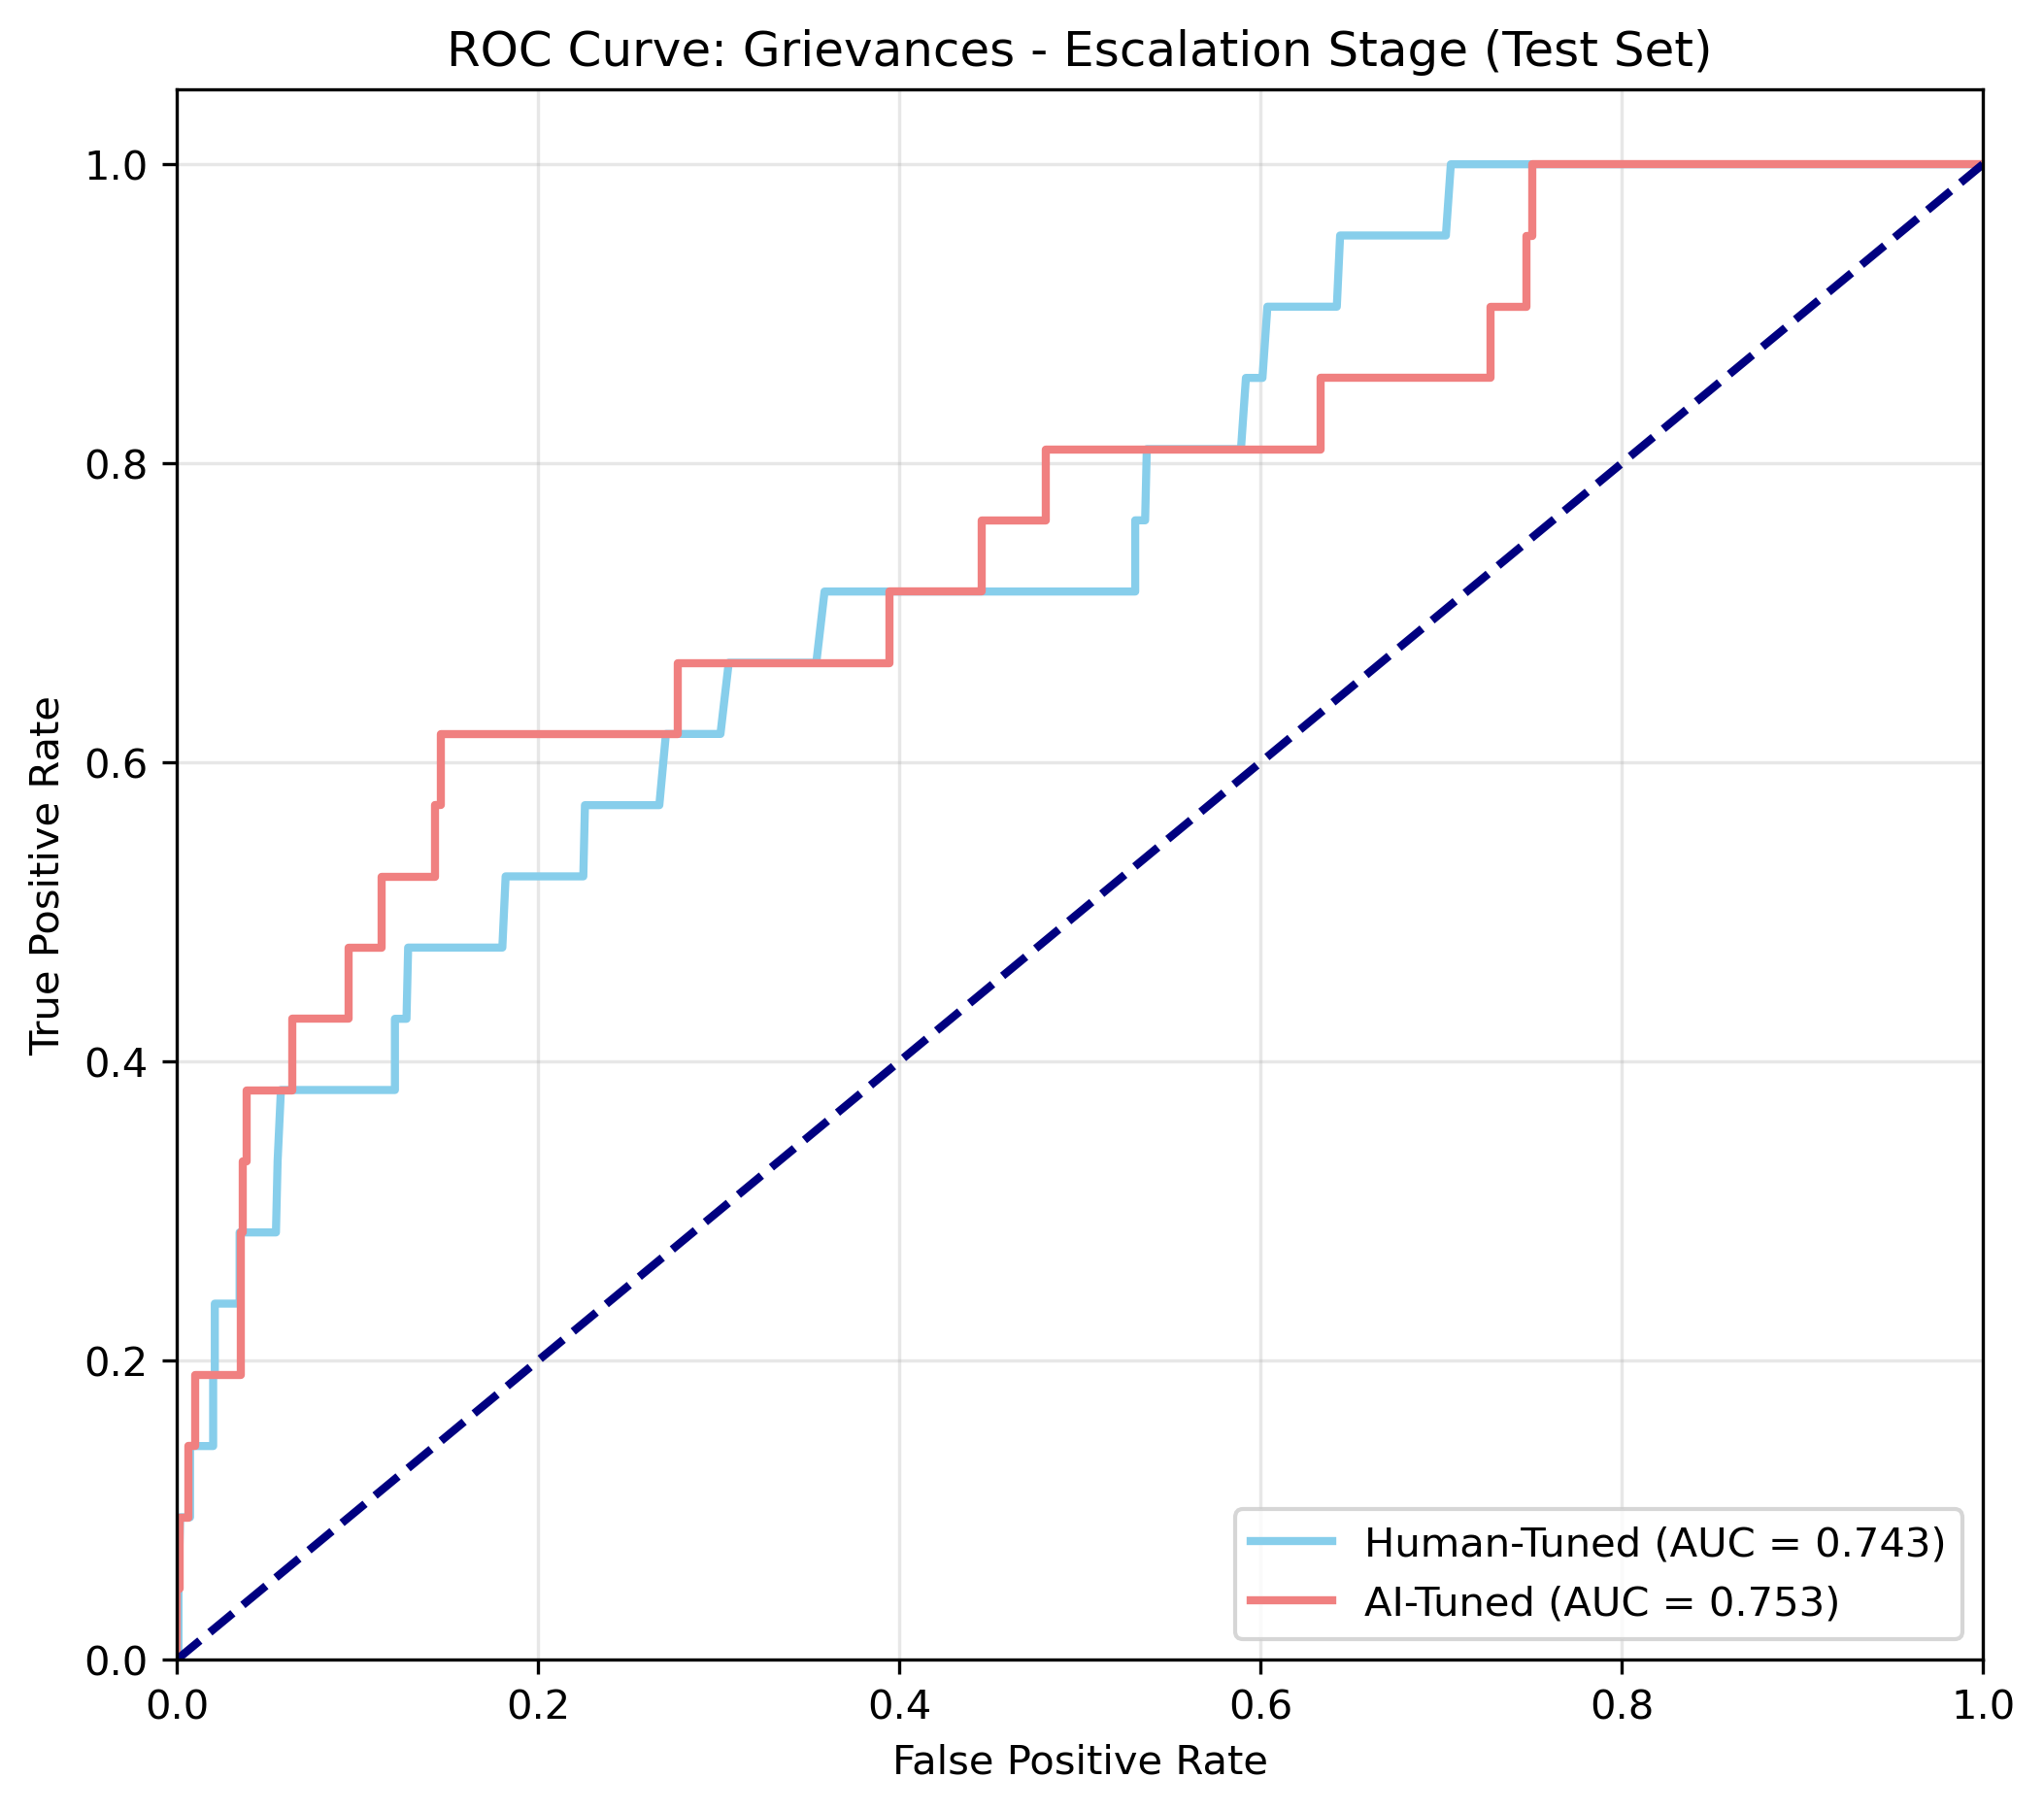 ROC Curve: Grievances - Escalation Stage (Test Set)
True Positive Rate
1.0
0.8
0.6
0.4
0.2
0.0
0.0 0.2 0.4 0.6 0.8 1.0
False Positive Rate
Human-Tuned (AUC = 0.743)
AI-Tuned (AUC = 0.753)